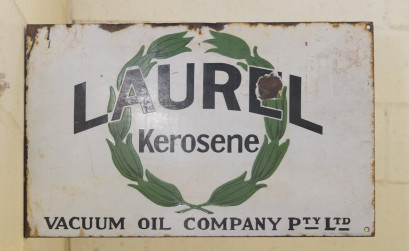 LAUREL
Kerosene
VACUUM OIL COMPANY PTY LTD